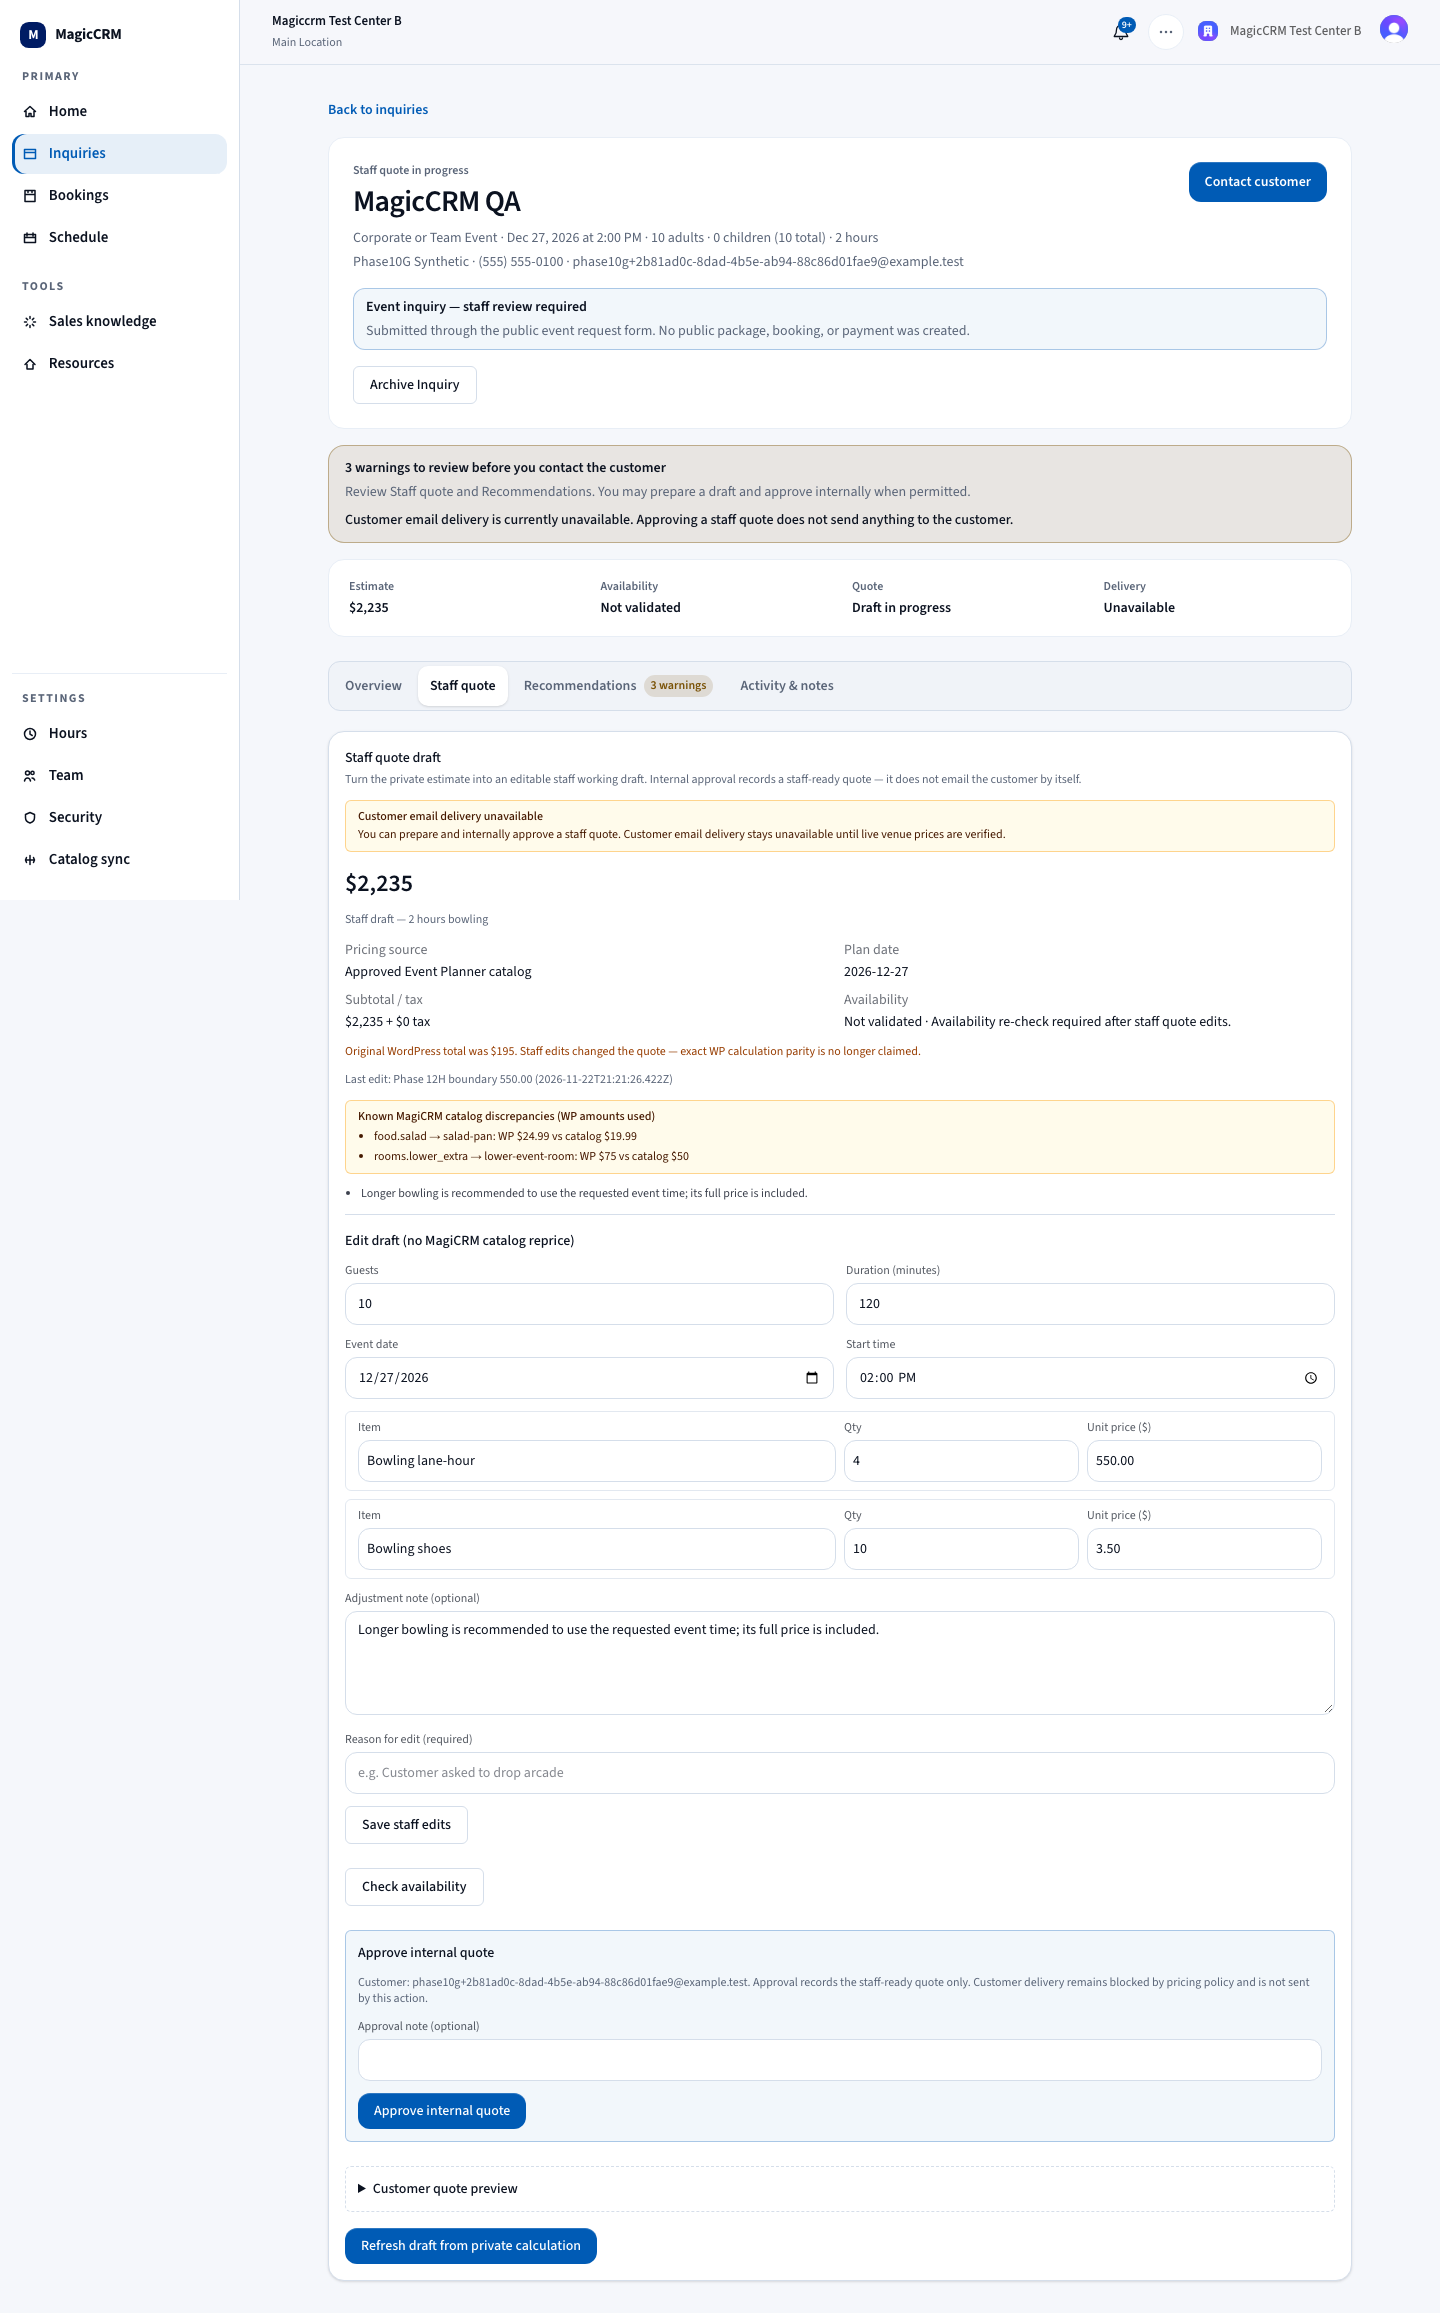 M MagicCRM
PRIMARY
Home
Inquiries
Bookings
Schedule
TOOLS
Sales knowledge
Resources
SETTINGS
Hours
Team
Security
Catalog sync
Magiccrm Test Center B
Main Location
9+
MagicCRM Test Center B
Back to inquiries
Staff quote in progress
MagicCRM QA
Contact customer
Corporate or Team Event · Dec 27, 2026 at 2:00 PM · 10 adults · 0 children (10 total) · 2 hours
Phase10G Synthetic · (555) 555-0100 · phase10g+2b81ad0c-8dad-4b5e-ab94-88c86d01fae9@example.test
Event inquiry — staff review required
Submitted through the public event request form. No public package, booking, or payment was created.
Archive Inquiry
3 warnings to review before you contact the customer
Review Staff quote and Recommendations. You may prepare a draft and approve internally when permitted.
Customer email delivery is currently unavailable. Approving a staff quote does not send anything to the customer.
Estimate Availability Quote Delivery
$2,235 Not validated Draft in progress Unavailable
Overview Staff quote Recommendations 3 warnings Activity & notes
Staff quote draft
Turn the private estimate into an editable staff working draft. Internal approval records a staff-ready quote — it does not email the customer by itself.
Customer email delivery unavailable
You can prepare and internally approve a staff quote. Customer email delivery stays unavailable until live venue prices are verified.
$2,235
Staff draft — 2 hours bowling
Pricing source Plan date
Approved Event Planner catalog 2026-12-27
Subtotal / tax Availability
$2,235 + $0 tax Not validated · Availability re-check required after staff quote edits.
Original WordPress total was $195. Staff edits changed the quote — exact WP calculation parity is no longer claimed.
Last edit: Phase 12H boundary 550.00 (2026-11-22T21:21:26.422Z)
Known MagiCRM catalog discrepancies (WP amounts used)
• food.salad → salad-pan: WP $24.99 vs catalog $19.99
• rooms.lower_extra → lower-event-room: WP $75 vs catalog $50
• Longer bowling is recommended to use the requested event time; its full price is included.
Edit draft (no MagiCRM catalog reprice)
Guests Duration (minutes)
10 120
Event date Start time
12/27/2026 02:00 PM
Item Qty Unit price ($)
Bowling lane-hour 4 550.00
Item Qty Unit price ($)
Bowling shoes 10 3.50
Adjustment note (optional)
Longer bowling is recommended to use the requested event time; its full price is included.
Reason for edit (required)
e.g. Customer asked to drop arcade
Save staff edits
Check availability
Approve internal quote
Customer: phase10g+2b81ad0c-8dad-4b5e-ab94-88c86d01fae9@example.test. Approval records the staff-ready quote only. Customer delivery remains blocked by pricing policy and is not sent
by this action.
Approval note (optional)
Approve internal quote
Customer quote preview
Refresh draft from private calculation